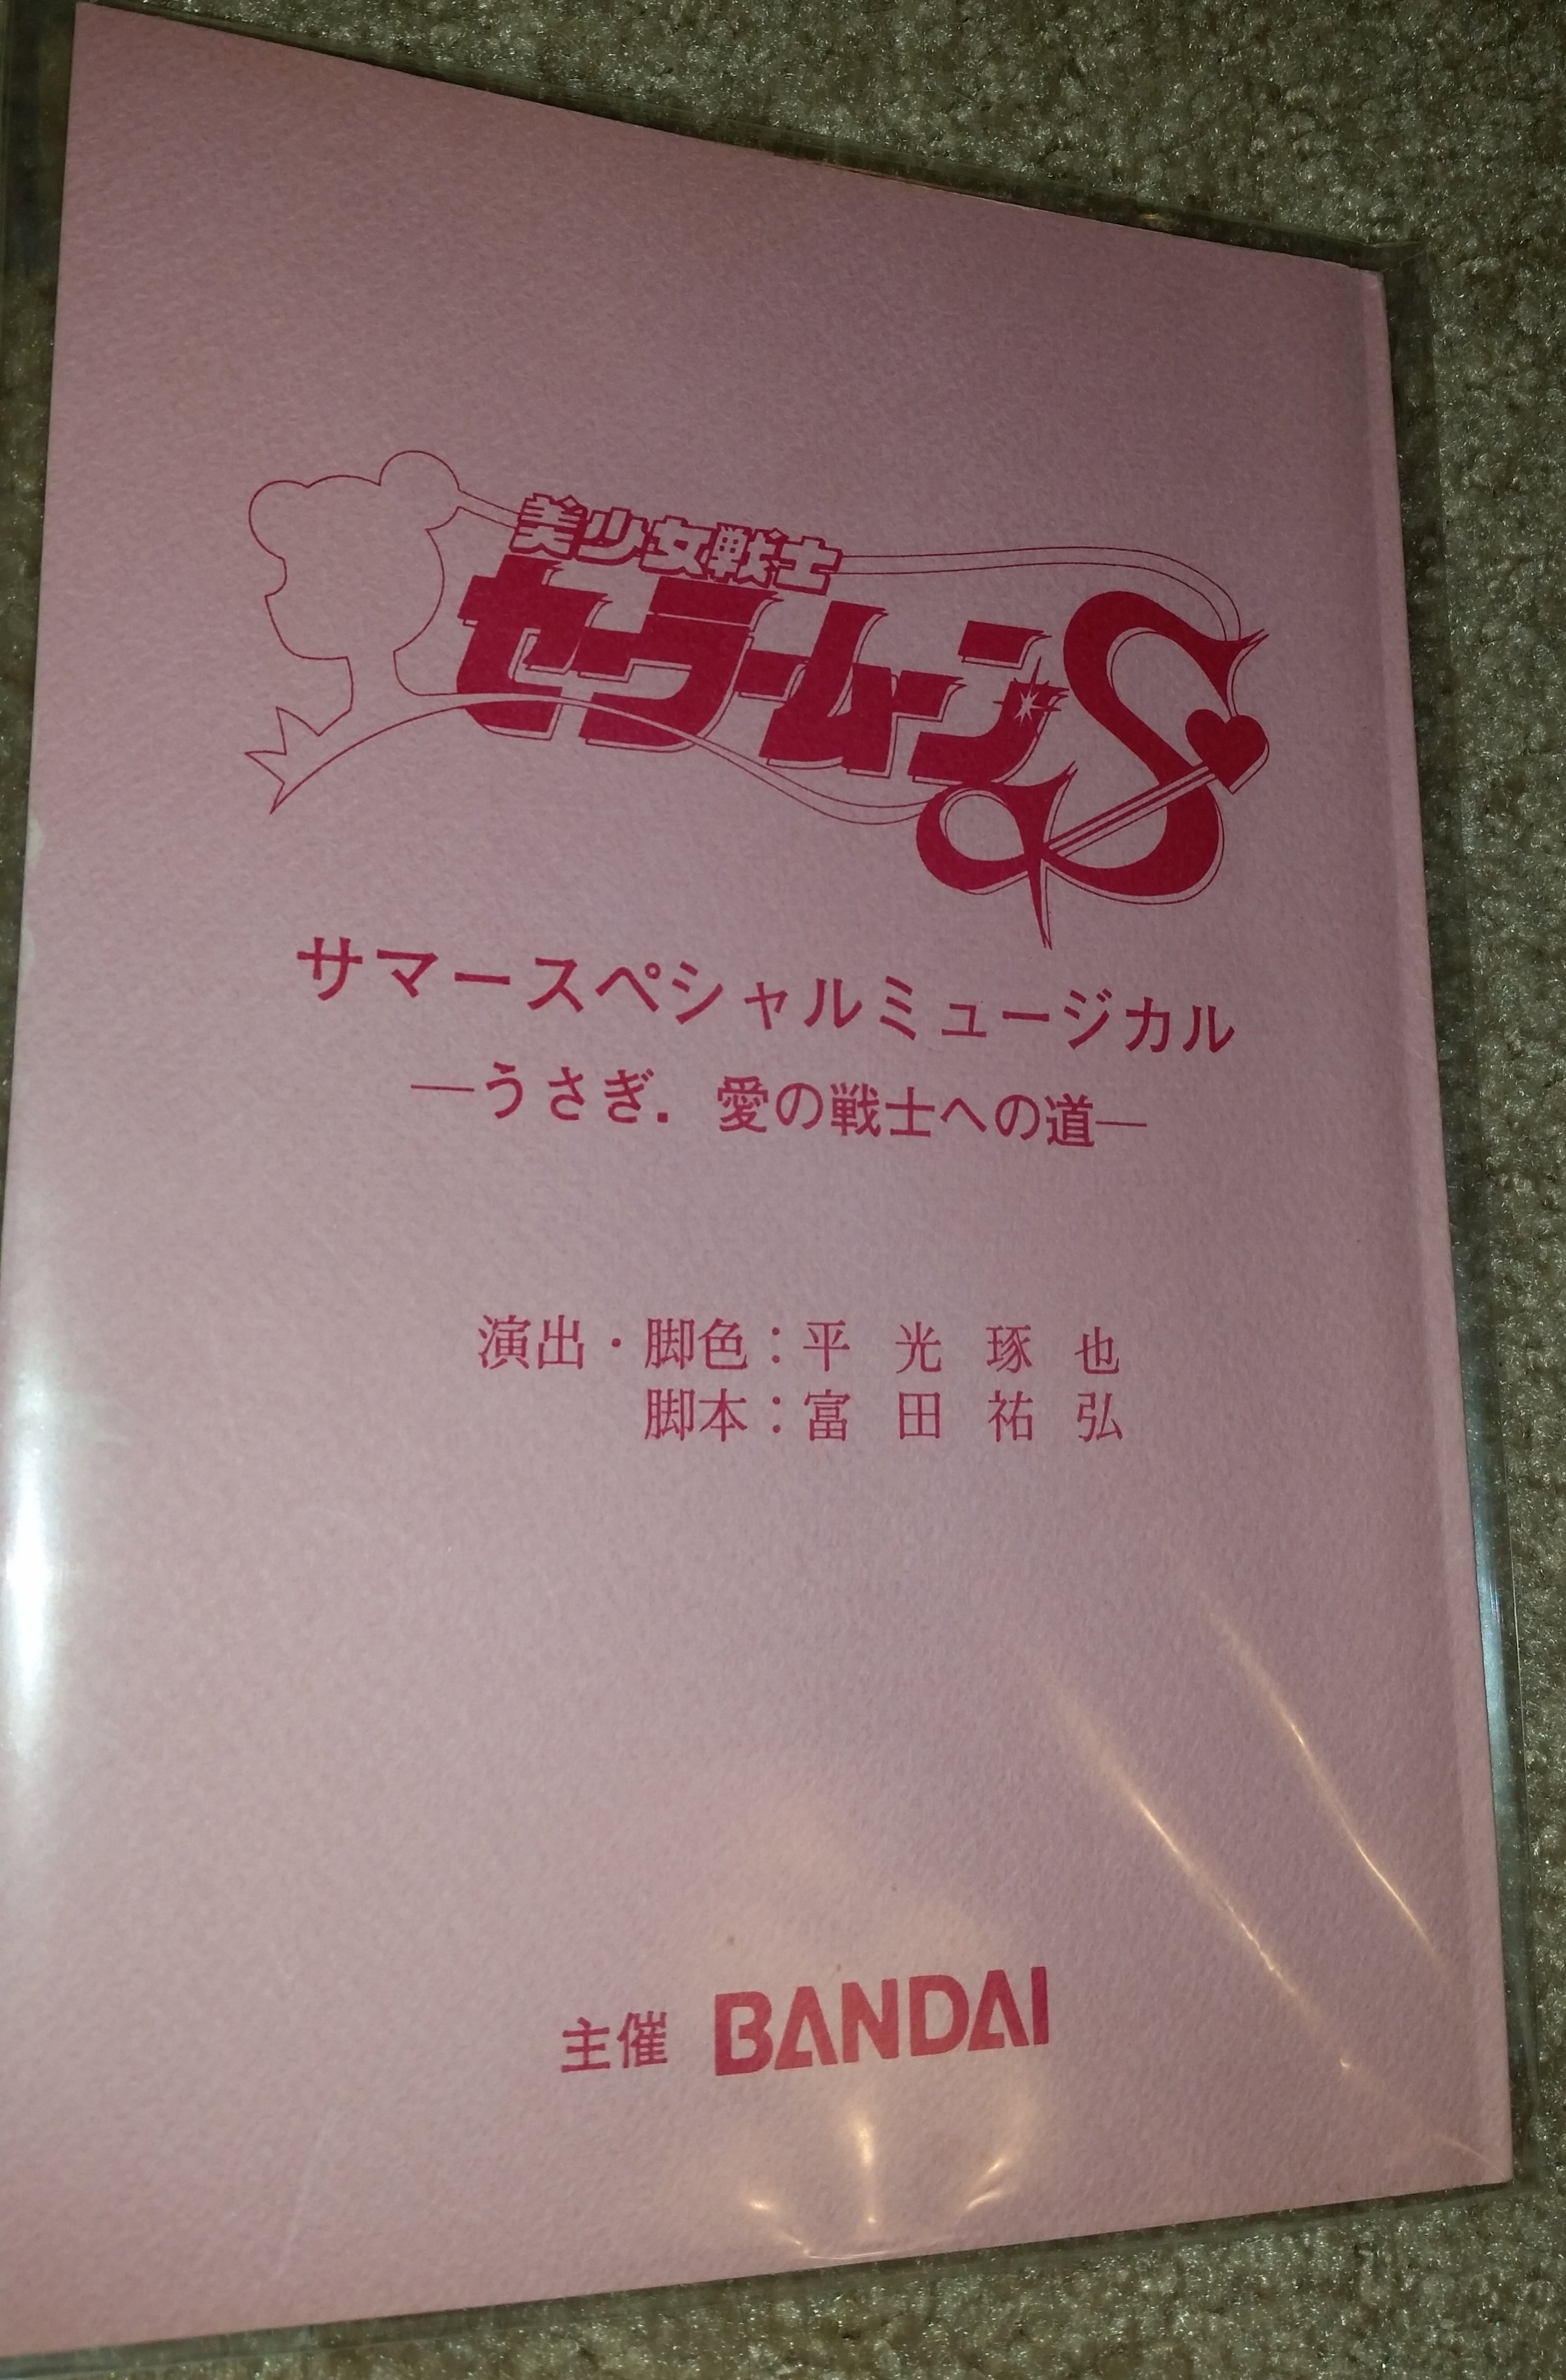 美少女戦士
セーラームーンS
サマースペシャルミュージカル
―うさぎ．愛の戦士への道―
演出・脚色：平光琢也
脚本：富田祐弘
主催 BANDAI